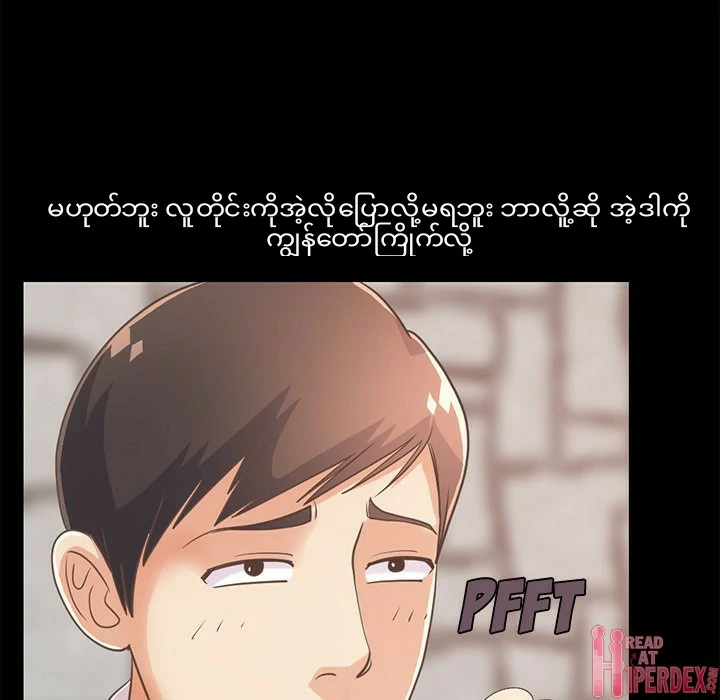 မဟုတ်ဘူး လူတိုင်းကိုအဲ့လိုပြောလို့မရဘူး ဘာလို့ဆို အဲ့ဒါကို
ကျွန်တော်ကြိုက်လို့
PFFT
READ
AT
HIPERDEX.COM